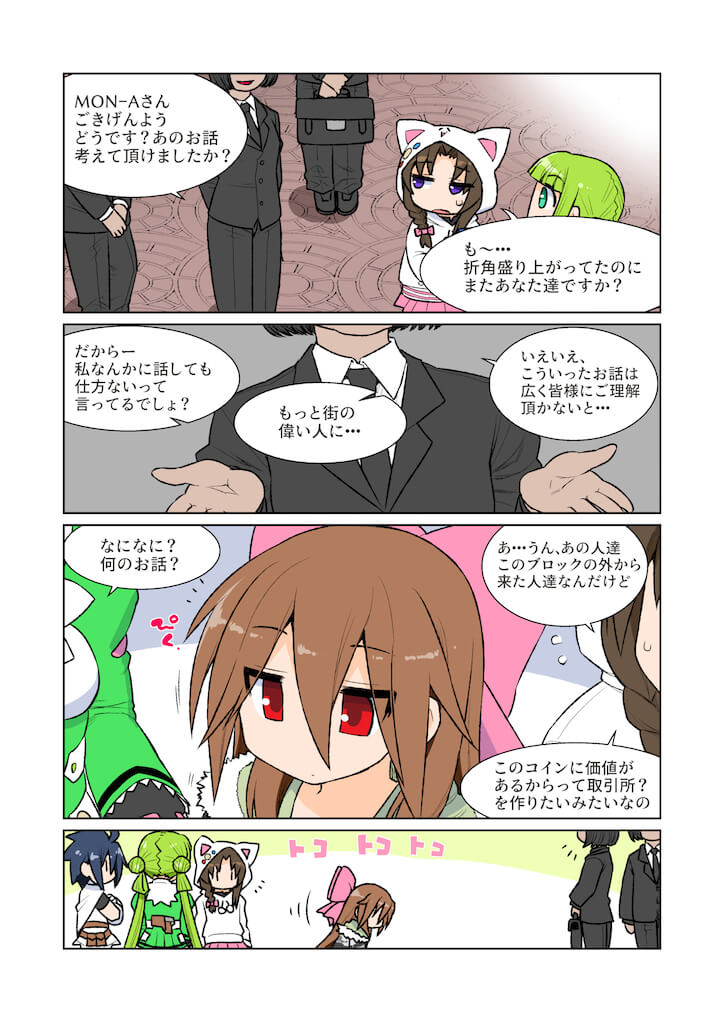 MON-Aさん
ごきげんよう
どうです?あのお話
考えて頂けましたか?
も〜…
折角盛り上がってたのに
またあなた達ですか?
いえいえ、
こういったお話は
広く皆様にご理解
頂かないと…
もっと街の
偉い人に…
だからー
私なんかに話しても
仕方ないって
言ってるでしょ?
あ…うん、あの人達
このブロックの外から
来た人達なんだけど
なになに?
何のお話?
ぴく
このコインに価値が
あるからって取引所?
を作りたいみたいなの
トコ トコ トコ